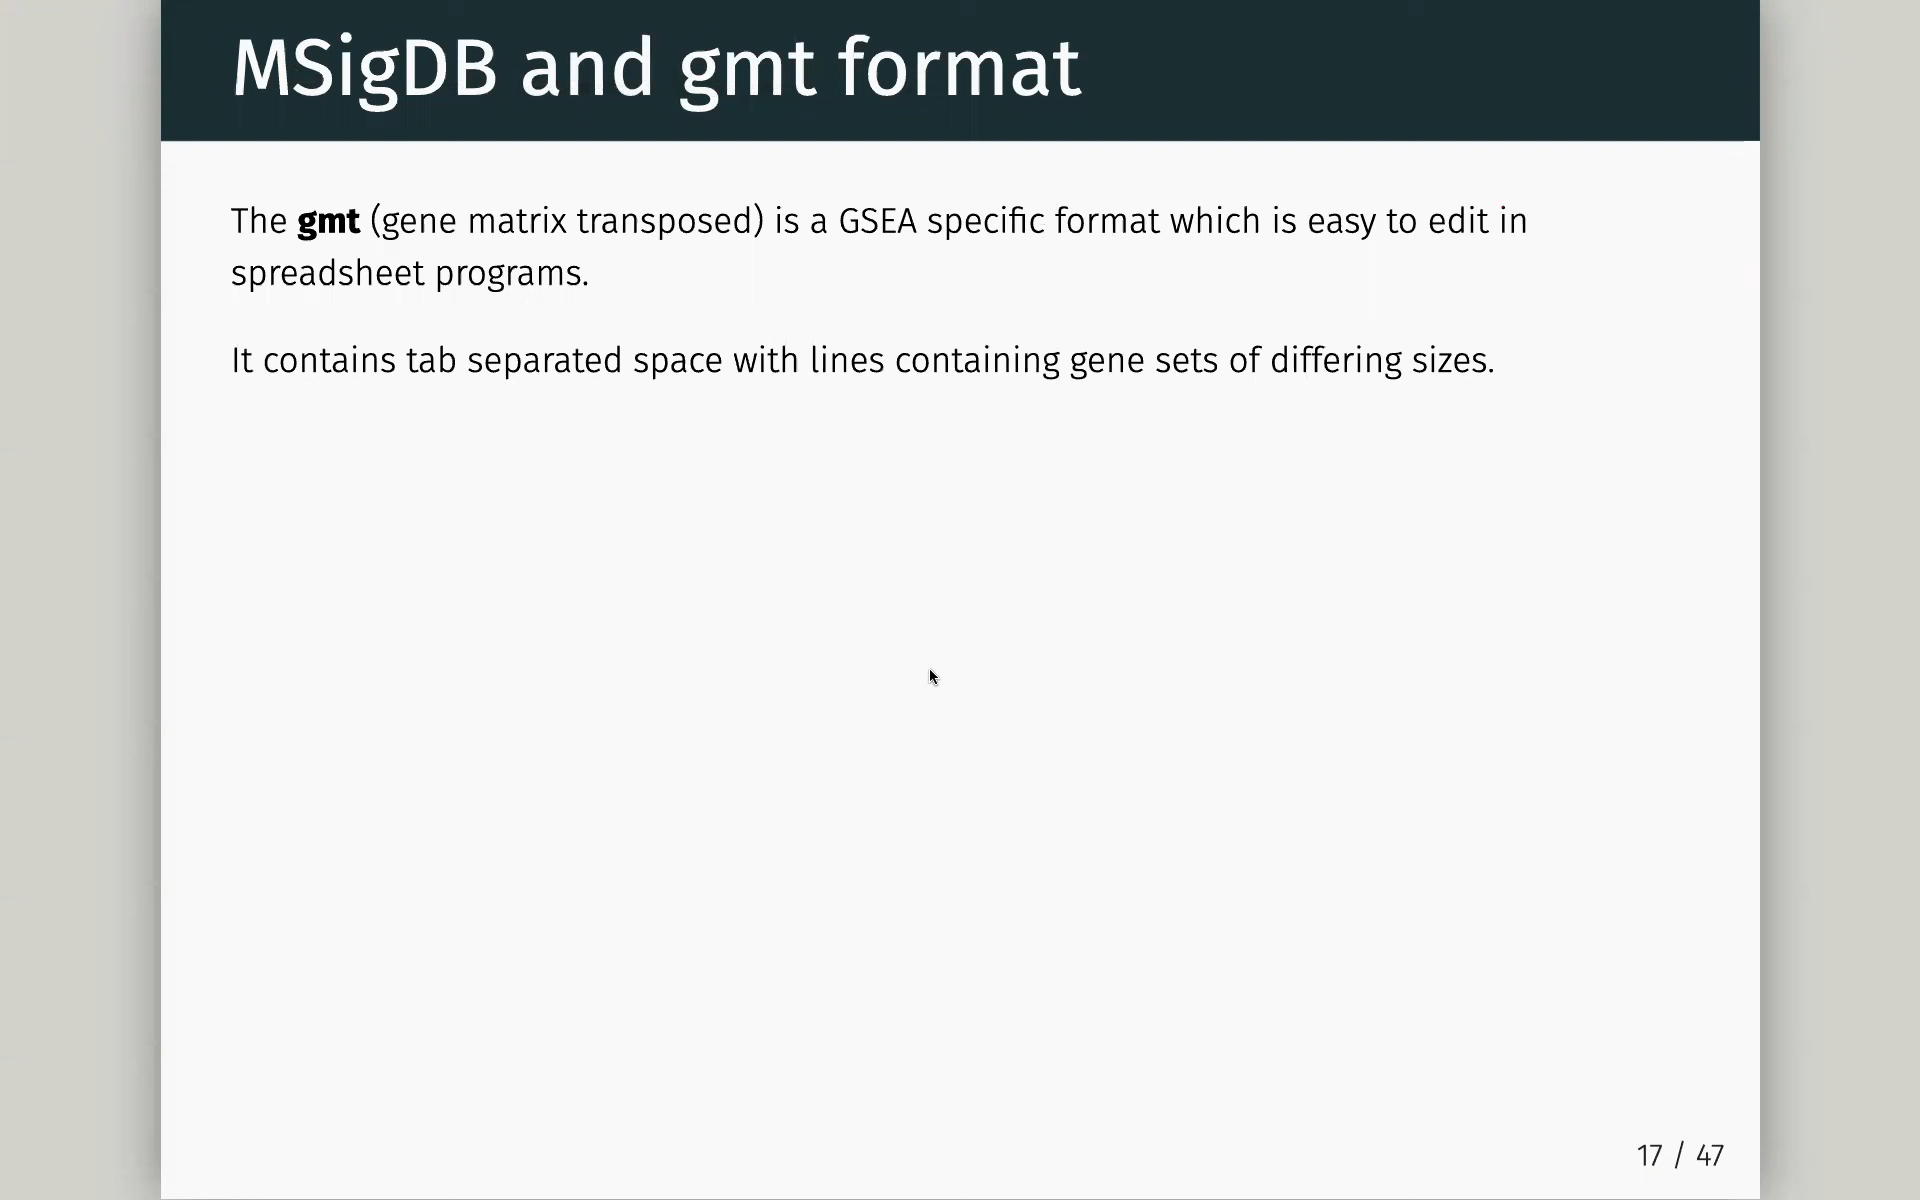 MSigDB and gmt format
The gmt (gene matrix transposed) is a GSEA specific format which is easy to edit in
spreadsheet programs.
It contains tab separated space with lines containing gene sets of differing sizes.
17 / 47